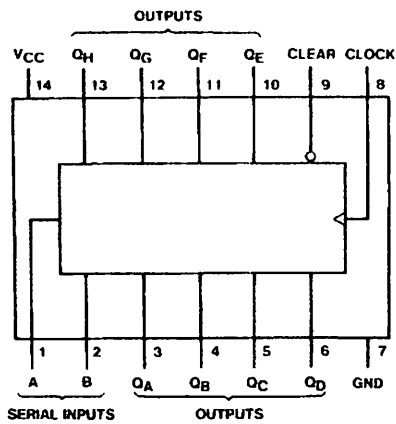 OUTPUTS
VCC QH QG QF QE CLEAR CLOCK
14 13 12 11 10 9 8
1 2 3 4 5 6 7
A B QA QB QC QD GND
SERIAL INPUTS OUTPUTS